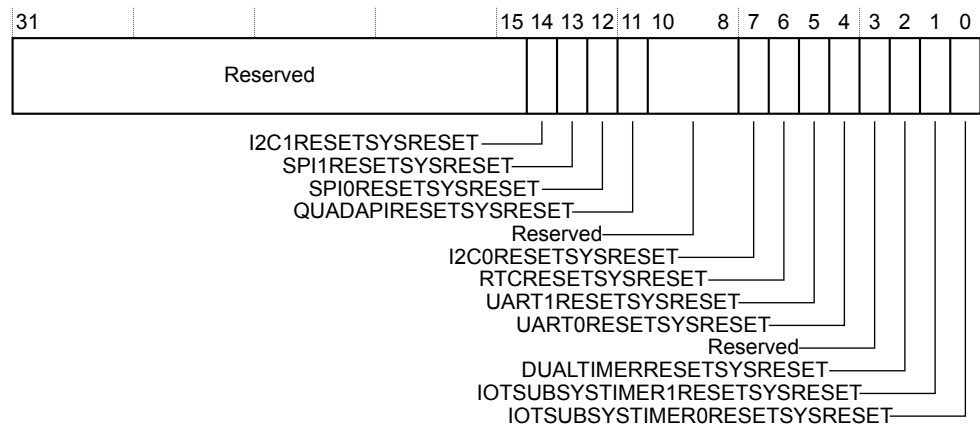 31 15 14 13 12 11 10 8 7 6 5 4 3 2 1 0
Reserved
I2C1RESETSYSRESET
SPI1RESETSYSRESET
SPI0RESETSYSRESET
QUADAPIRESETSYSRESET
Reserved
I2C0RESETSYSRESET
RTCRESETSYSRESET
UART1RESETSYSRESET
UART0RESETSYSRESET
Reserved
DUALTIMERRESETSYSRESET
IOTSUBSYSTIMER1RESETSYSRESET
IOTSUBSYSTIMER0RESETSYSRESET